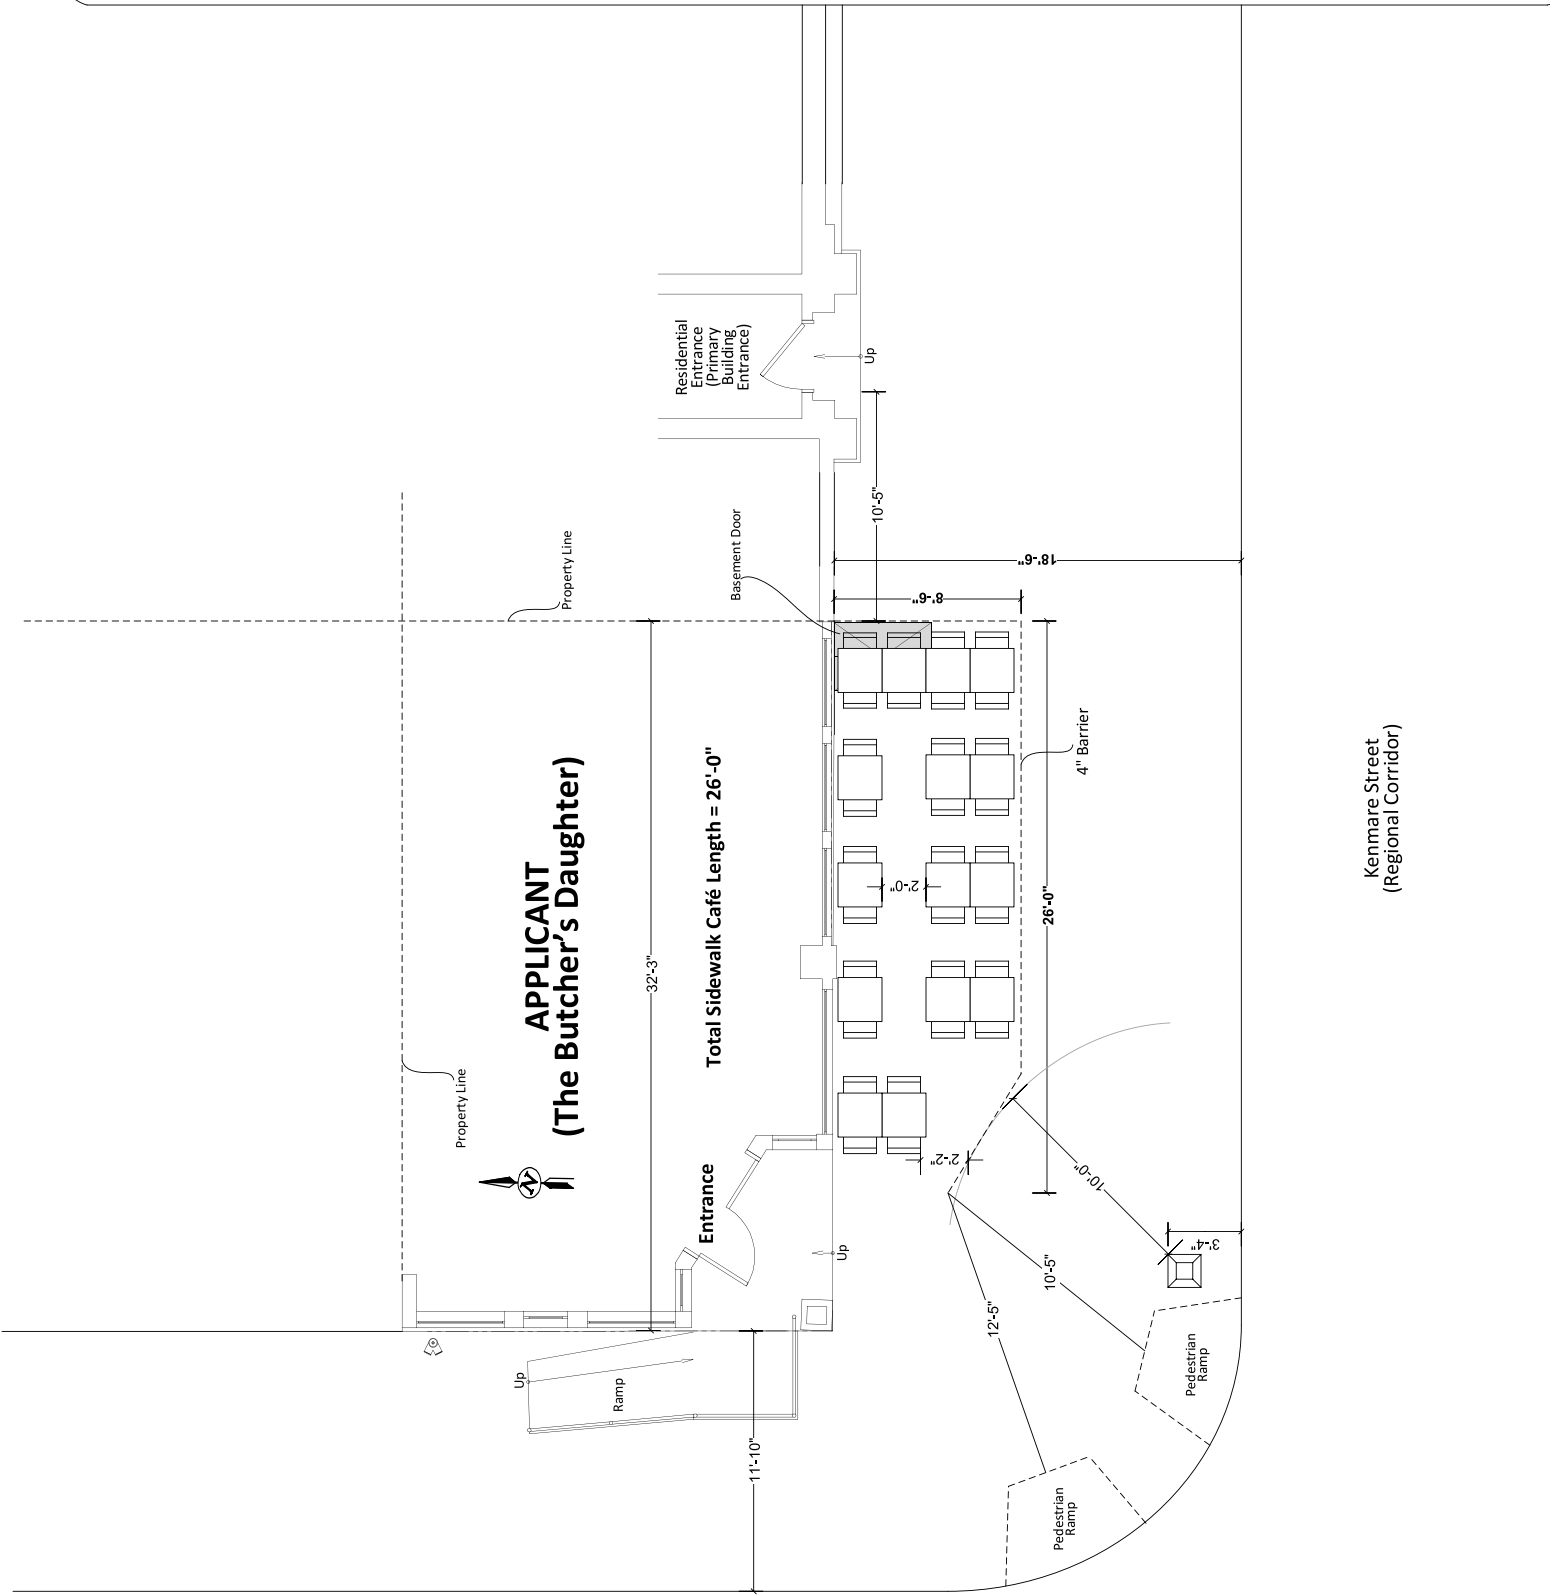 Residential
Entrance
(Primary
Building
Entrance)
Up
10'-5"
Basement Door
Property Line
18'-6"
8'-6"
APPLICANT
(The Butcher's Daughter)
Total Sidewalk Café Length = 26'-0"
32'-3"
4" Barrier
Kenmare Street
(Regional Corridor)
2'-0"
26'-0"
Property Line
N
Entrance
2'-2"
10'-0"
Up
3'-4"
10'-5"
12'-5"
Up
Ramp
Pedestrian
Ramp
11'-10"
Pedestrian
Ramp